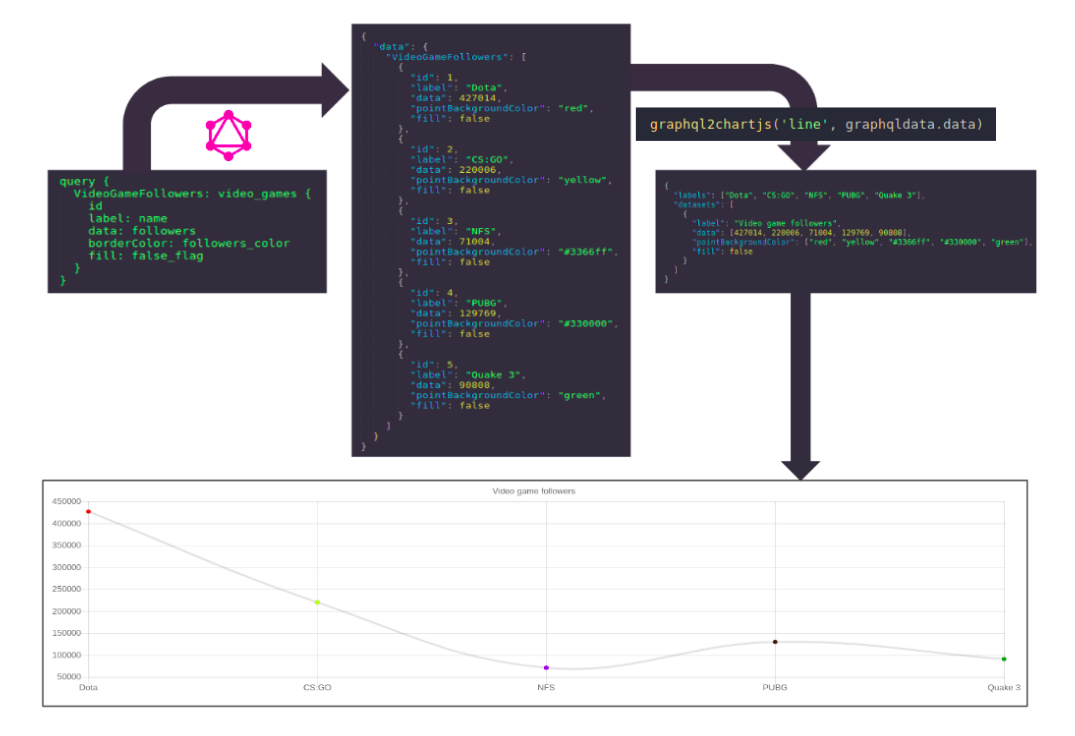 query {
VideoGameFollowers: video_games {
id
label: name
data: followers
borderColor: followers_color
fill: false_flag
}
}
{
"data": {
"VideoGameFollowers": [
{
"id": 1,
"label": "Dota",
"data": 427014,
"pointBackgroundColor": "red",
"fill": false
},
{
"id": 2,
"label": "CS:GO",
"data": 220006,
"pointBackgroundColor": "yellow",
"fill": false
},
{
"id": 3,
"label": "NFS",
"data": 71004,
"pointBackgroundColor": "#3366ff",
"fill": false
},
{
"id": 4,
"label": "PUBG",
"data": 129769,
"pointBackgroundColor": "#330000",
"fill": false
},
{
"id": 5,
"label": "Quake 3",
"data": 90808,
"pointBackgroundColor": "green",
"fill": false
}
]
}
}
graphql2chartjs('line', graphqldata.data)
{
"labels": ["Dota", "CS:GO", "NFS", "PUBG", "Quake 3"],
"datasets": [
{
"label": "Video game followers",
"data": [427014, 220006, 71004, 129769, 90808],
"pointBackgroundColor": ["red", "yellow", "#3366ff", "#330000", "green"],
"fill": false
}
]
}
Video game followers
450000
400000
350000
300000
250000
200000
150000
100000
50000
Dota CS:GO NFS PUBG Quake 3